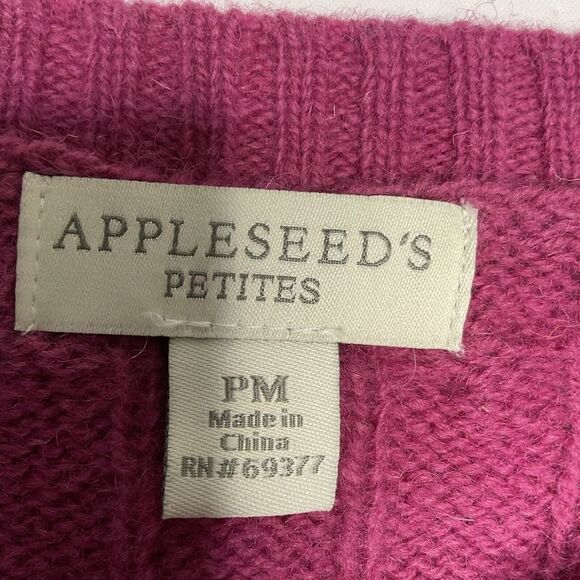 APPLESEED'S
PETITES
PM
Made in
China
RN#69377